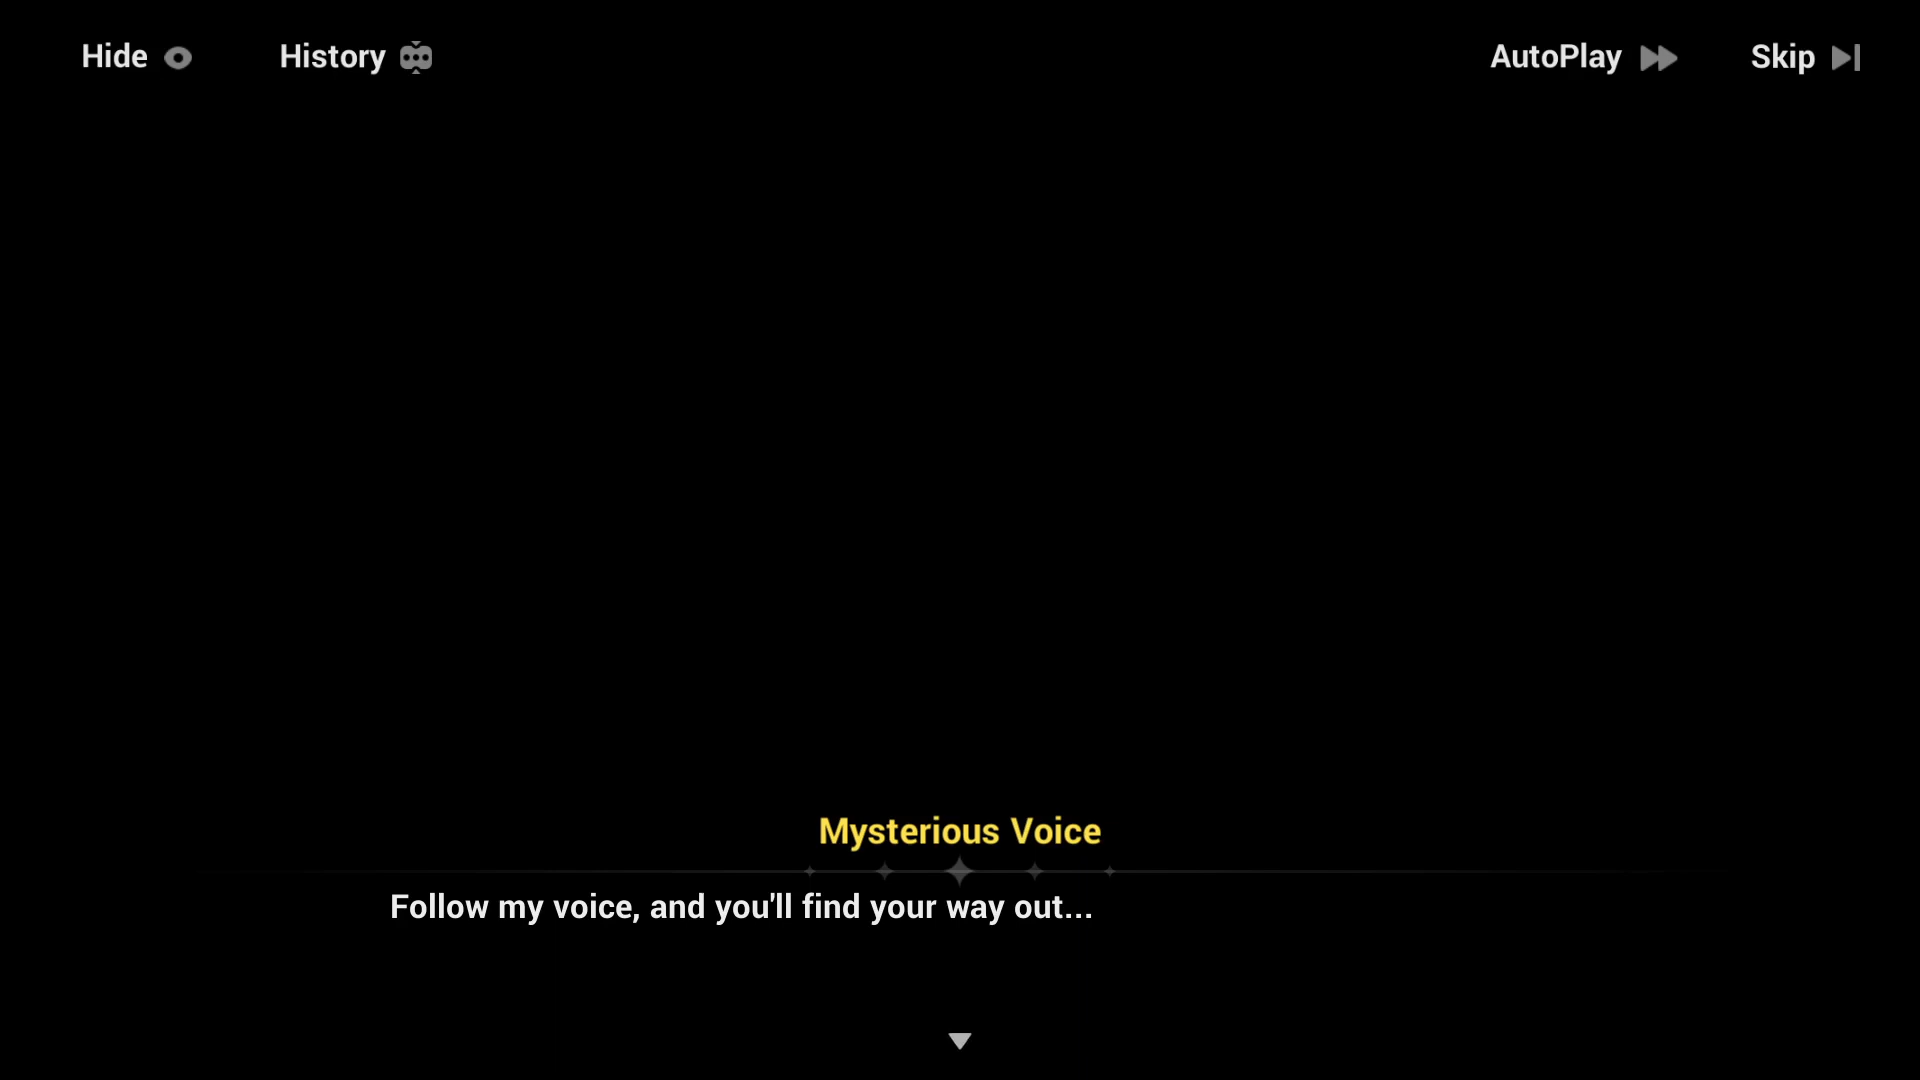 Hide
History
AutoPlay
Skip
Mysterious Voice
Follow my voice, and you'll find your way out...